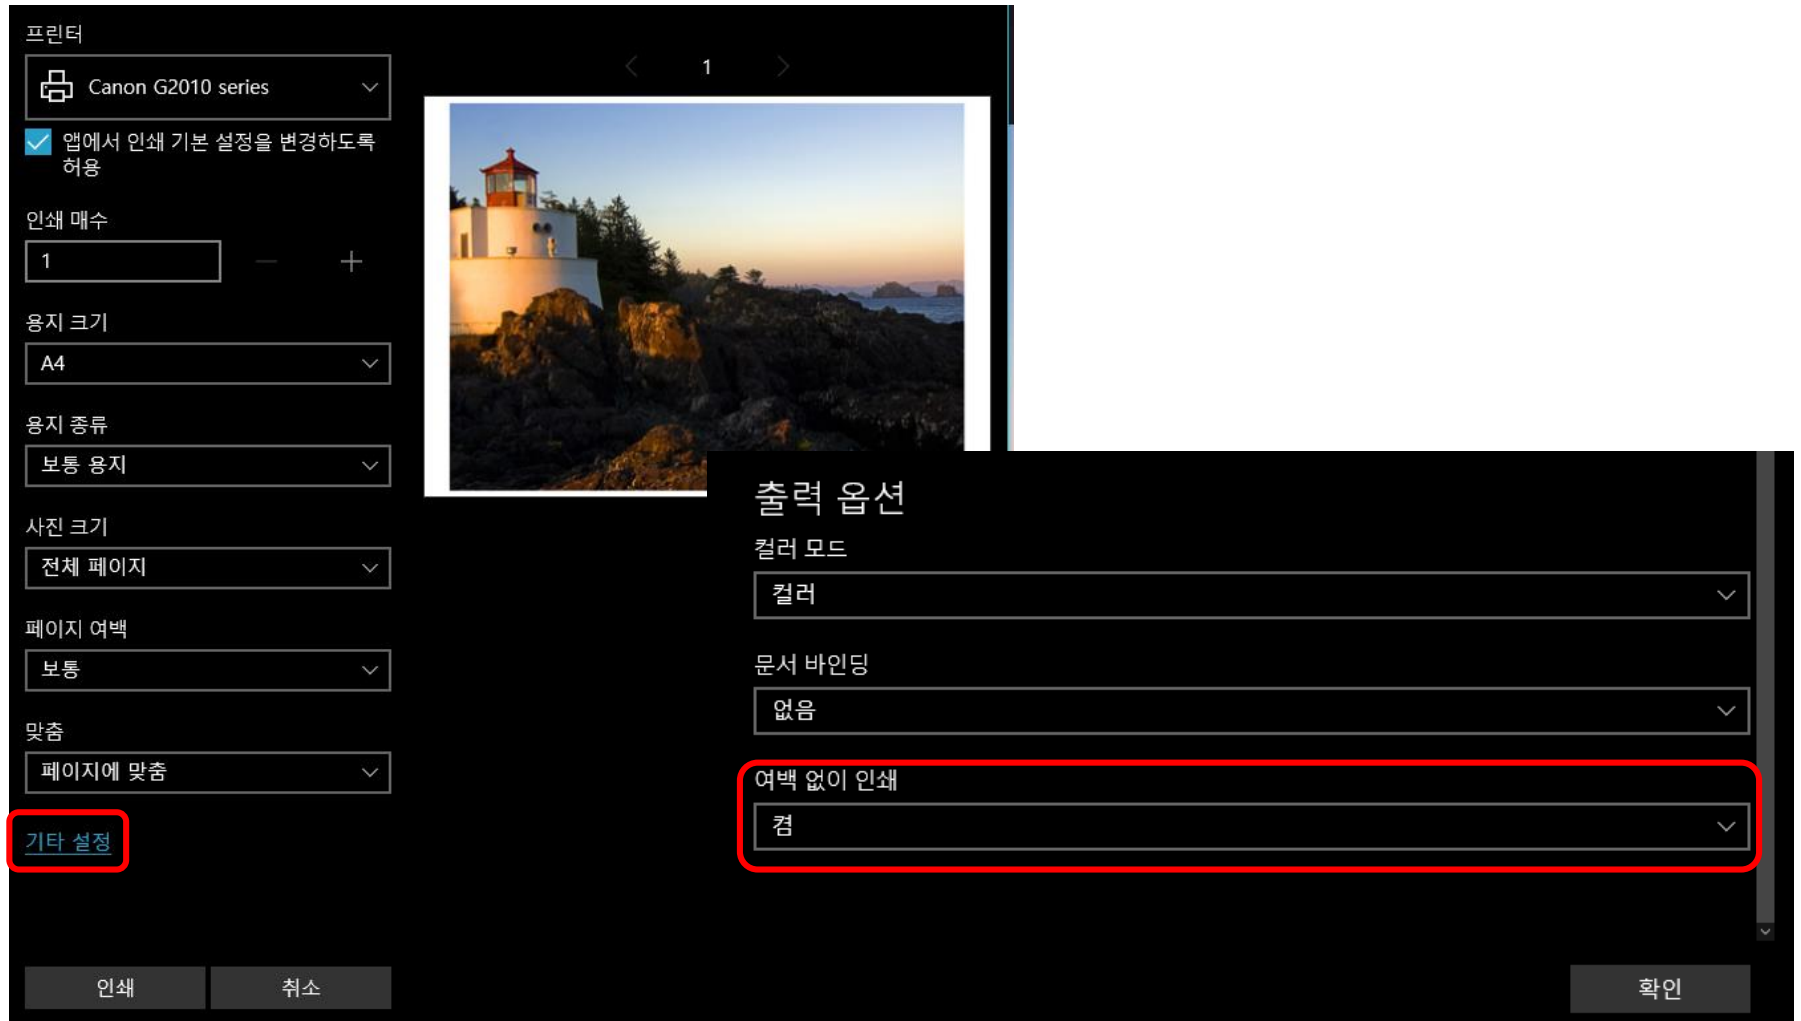 프린터
Canon G2010 series
앱에서 인쇄 기본 설정을 변경하도록
허용
인쇄 매수
1
용지 크기
A4
용지 종류
보통 용지
사진 크기
전체 페이지
페이지 여백
보통
맞춤
페이지에 맞춤
기타 설정
인쇄
취소
1
출력 옵션
컬러 모드
컬러
문서 바인딩
없음
여백 없이 인쇄
켬
확인